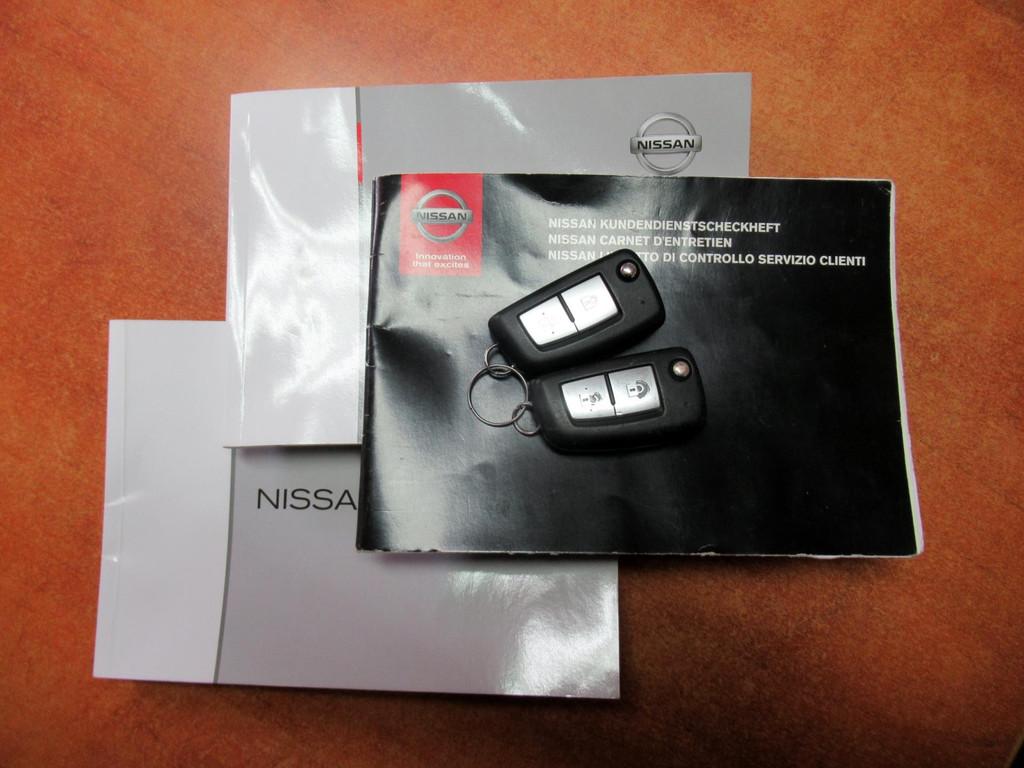 NISSAN
NISSAN
Innovation
that excites
NISSAN KUNDENDIENSTSCHECKHEFT
NISSAN CARNET D'ENTRETIEN
NISSAN DI CONTROLLO SERVIZIO CLIENTI
NISSA